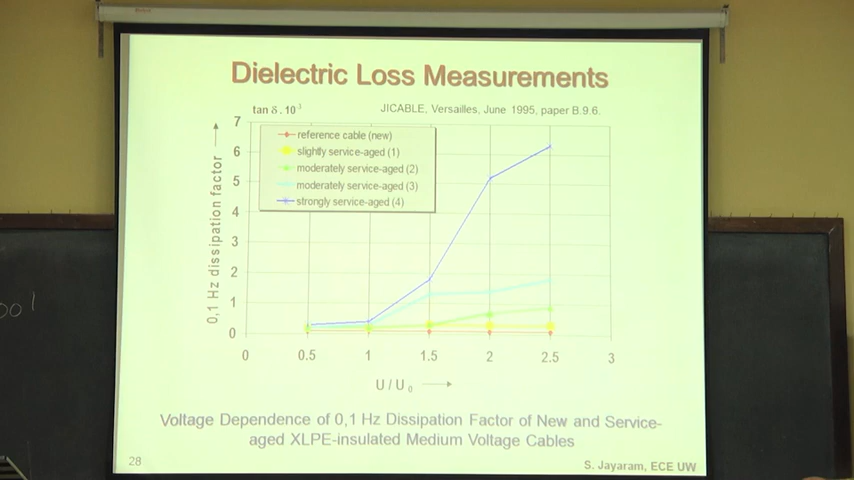 Dielectric Loss Measurements
tan δ . 10⁻³
JICABLE, Versailles, June 1995, paper B.9.6.
7
6
5
4
3
2
1
0
0,1 Hz dissipation factor
reference cable (new)
slightly service-aged (1)
moderately service-aged (2)
moderately service-aged (3)
strongly service-aged (4)
0 0.5 1 1.5 2 2.5 3
U / U₀
Voltage Dependence of 0,1 Hz Dissipation Factor of New and Service-
aged XLPE-insulated Medium Voltage Cables
28
S. Jayaram, ECE UW